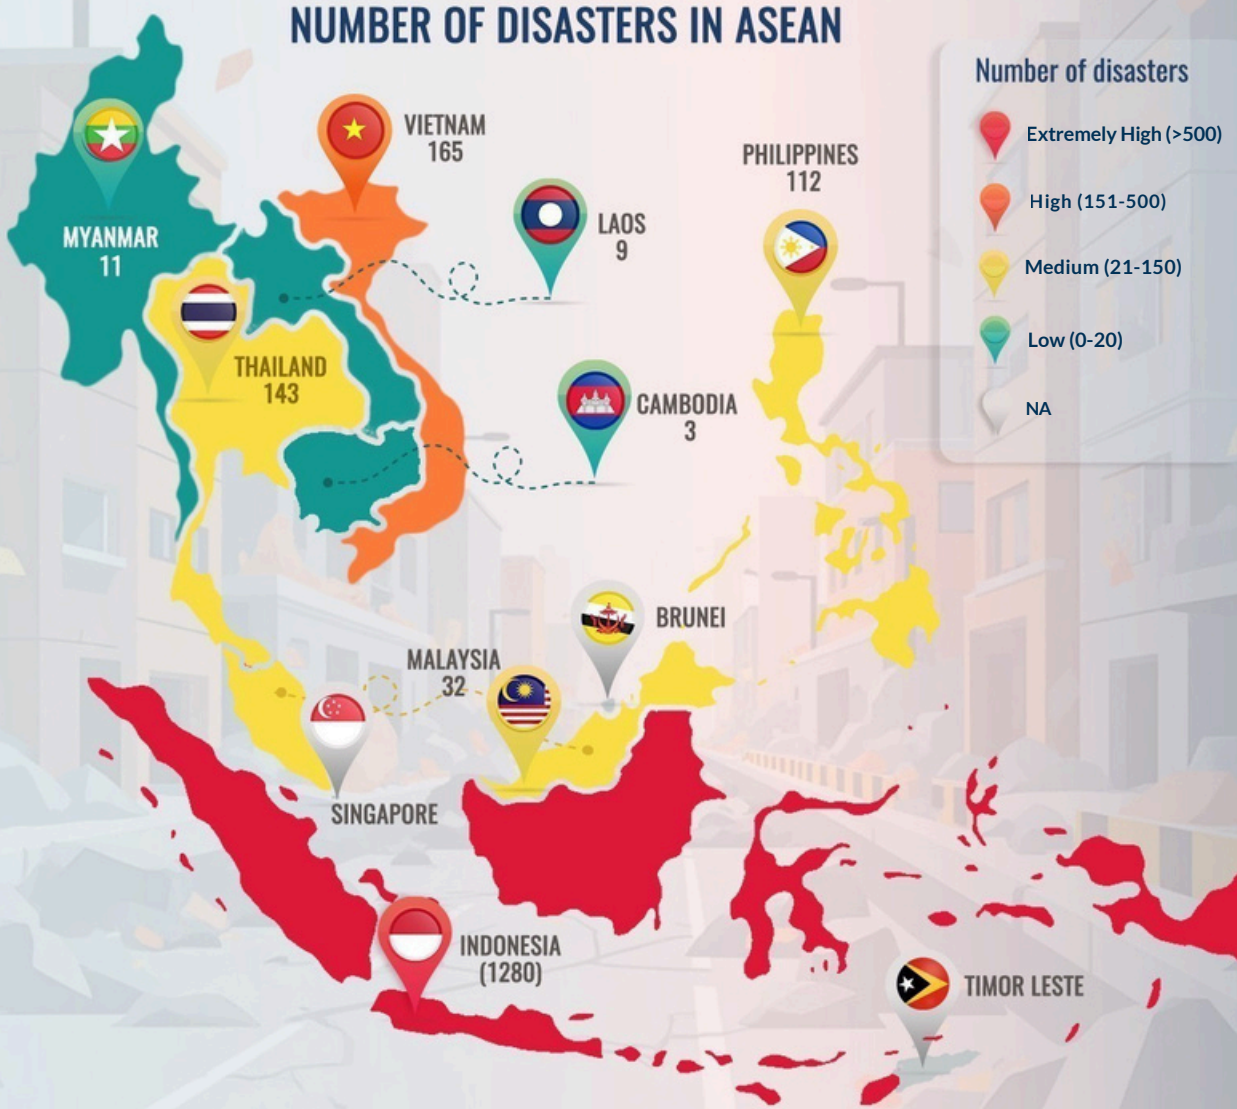 NUMBER OF DISASTERS IN ASEAN
Number of disasters
Extremely High (>500)
High (151-500)
Medium (21-150)
Low (0-20)
NA
VIETNAM
165
PHILIPPINES
112
LAOS
9
MYANMAR
11
THAILAND
143
CAMBODIA
3
BRUNEI
MALAYSIA
32
SINGAPORE
INDONESIA
(1280)
TIMOR LESTE